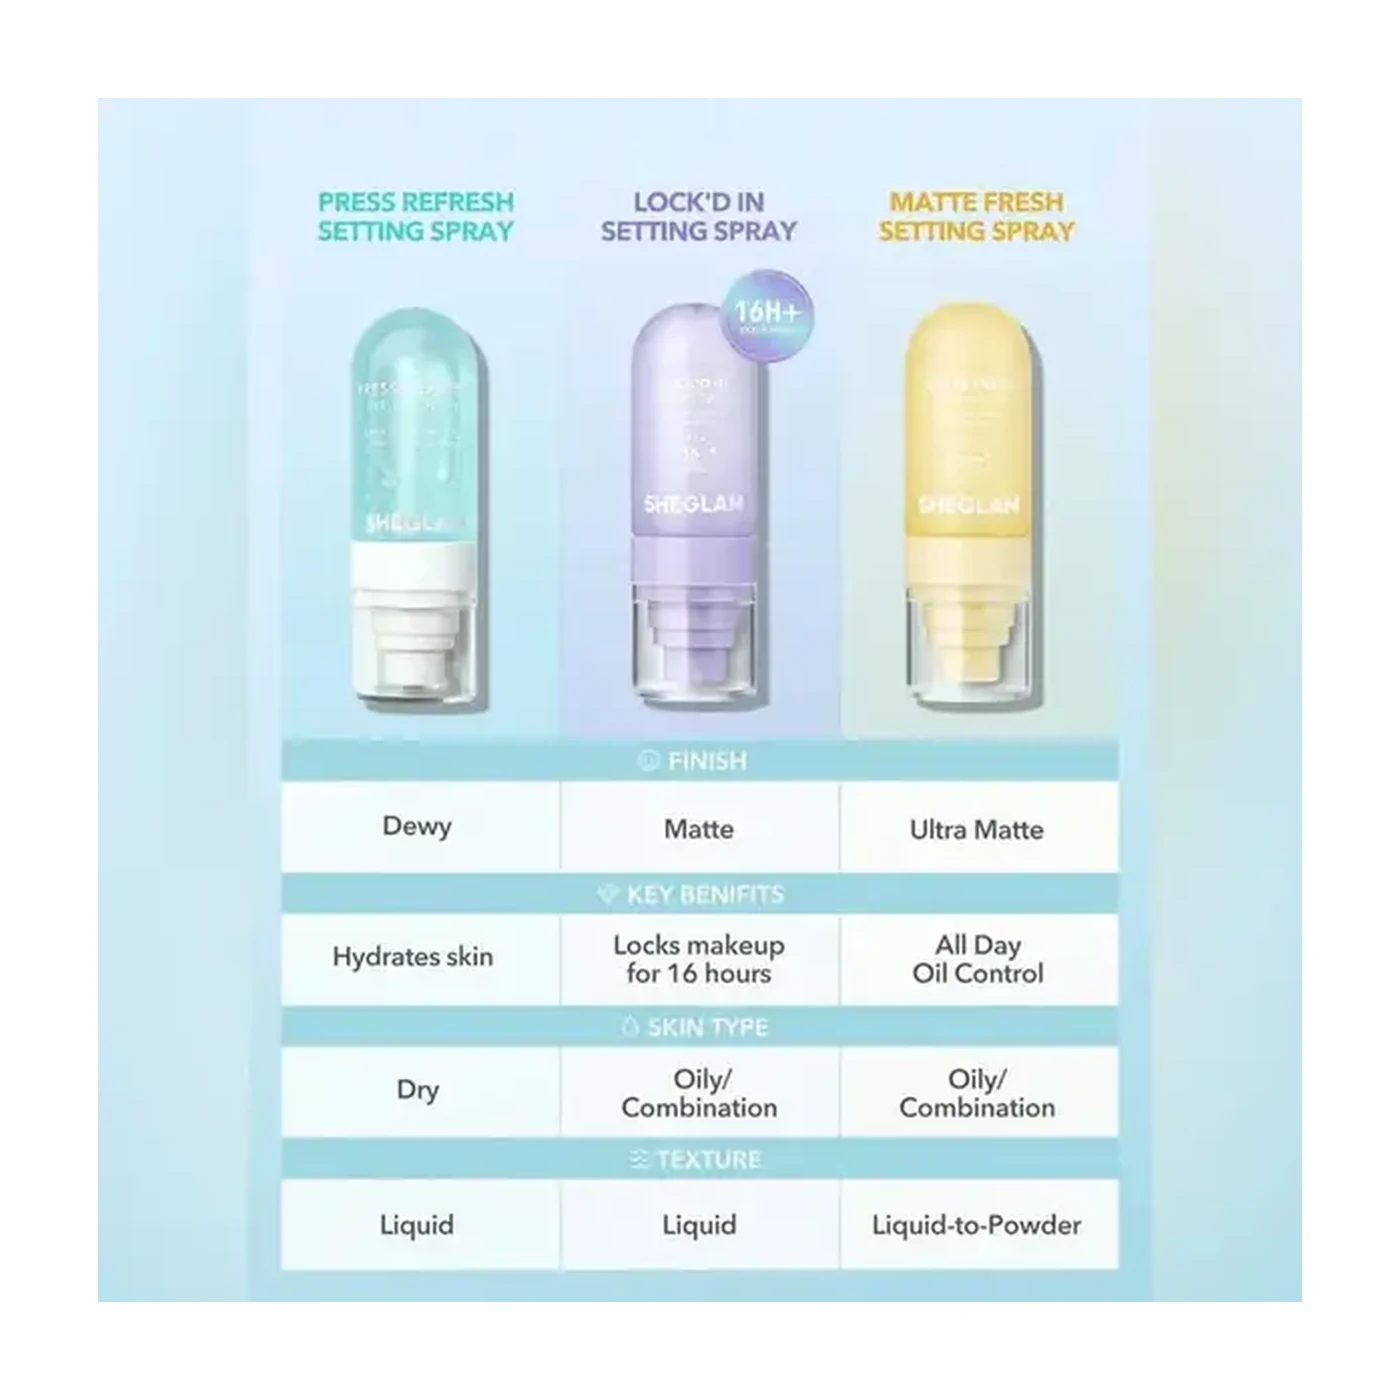 PRESS REFRESH
SETTING SPRAY
LOCK'D IN
SETTING SPRAY
MATTE FRESH
SETTING SPRAY
16H+
SHEGLAM
SHEGLAM
SHEGLAM
FINISH
Dewy
Matte
Ultra Matte
KEY BENIFITS
Hydrates skin
Locks makeup
for 16 hours
All Day
Oil Control
SKIN TYPE
Dry
Oily/
Combination
Oily/
Combination
TEXTURE
Liquid
Liquid
Liquid-to-Powder